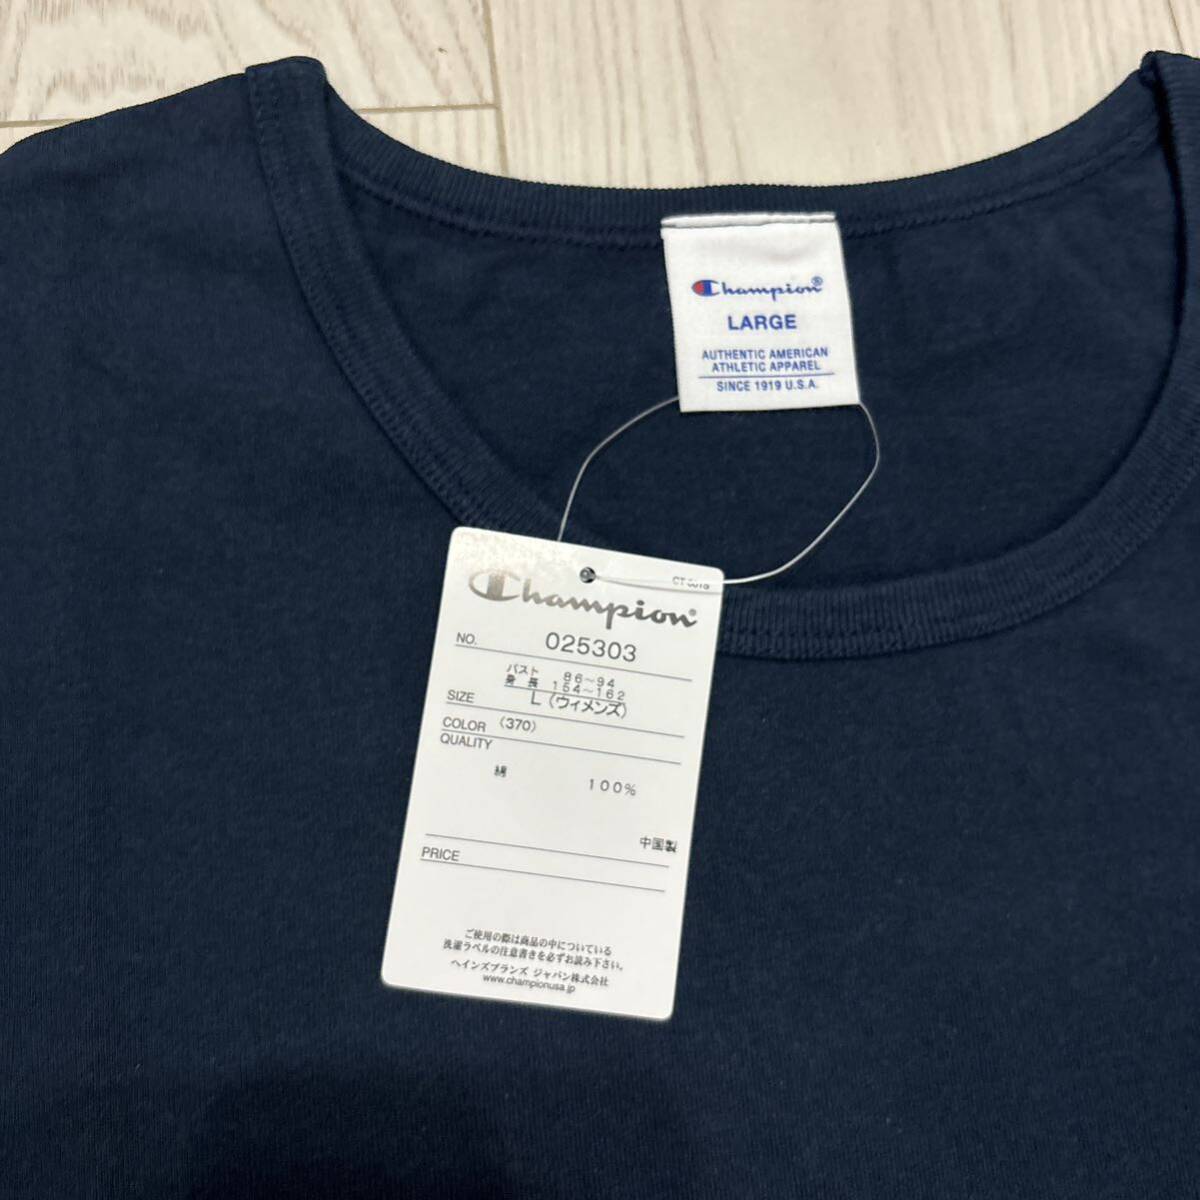 Champion®
LARGE
AUTHENTIC AMERICAN
ATHLETIC APPAREL
SINCE 1919 U.S.A.
Champion®
NO. 025303
バスト 86~94
身長 154~162
SIZE L(ウィメンズ)
COLOR (370)
QUALITY
綿 100%
中国製
PRICE
ご使用の際は商品の中についている
洗濯ラベルの注意書きを必ずお読み下さい。
ヘインズブランズ ジャパン株式会社
www.championusa.jp